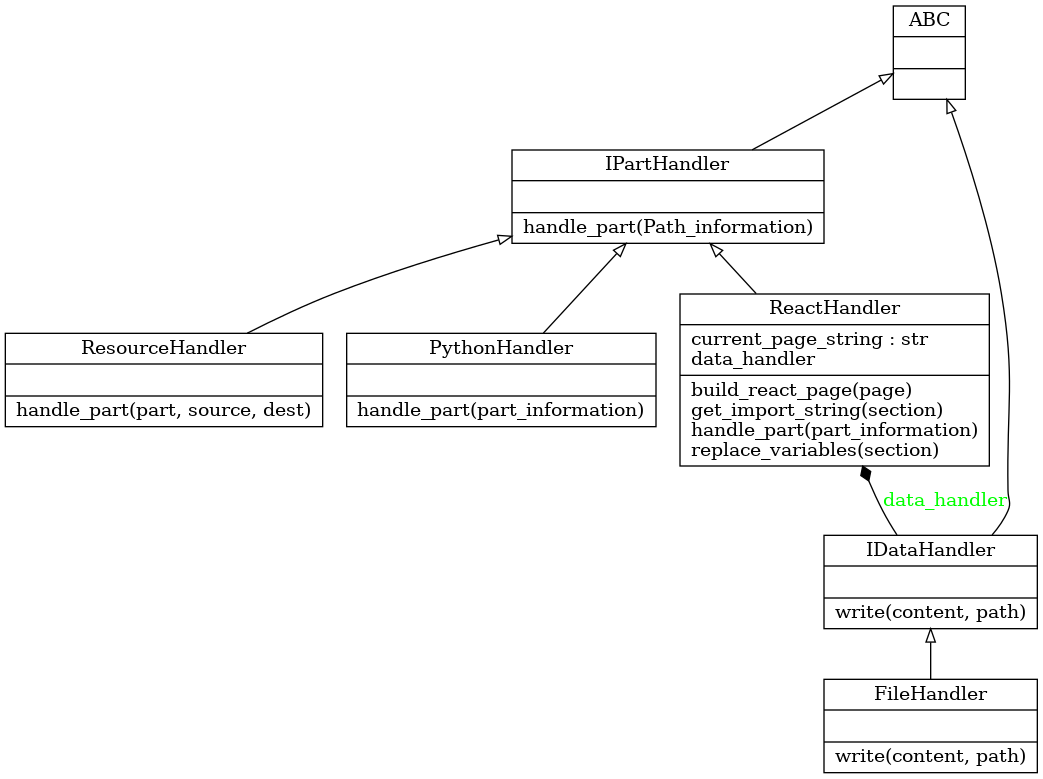 ABC
IPartHandler
handle_part(Path_information)
ReactHandler
current_page_string : str
data_handler
build_react_page(page)
get_import_string(section)
handle_part(part_information)
replace_variables(section)
ResourceHandler
handle_part(part, source, dest)
PythonHandler
handle_part(part_information)
data_handler
IDataHandler
write(content, path)
FileHandler
write(content, path)